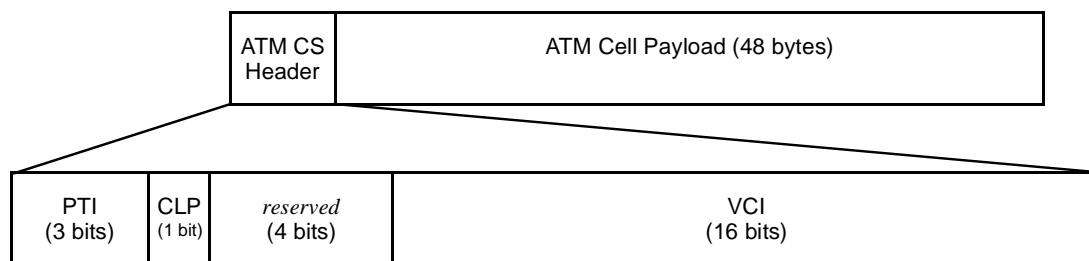 ATM CS
Header
ATM Cell Payload (48 bytes)
PTI
(3 bits)
CLP
(1 bit)
reserved
(4 bits)
VCI
(16 bits)